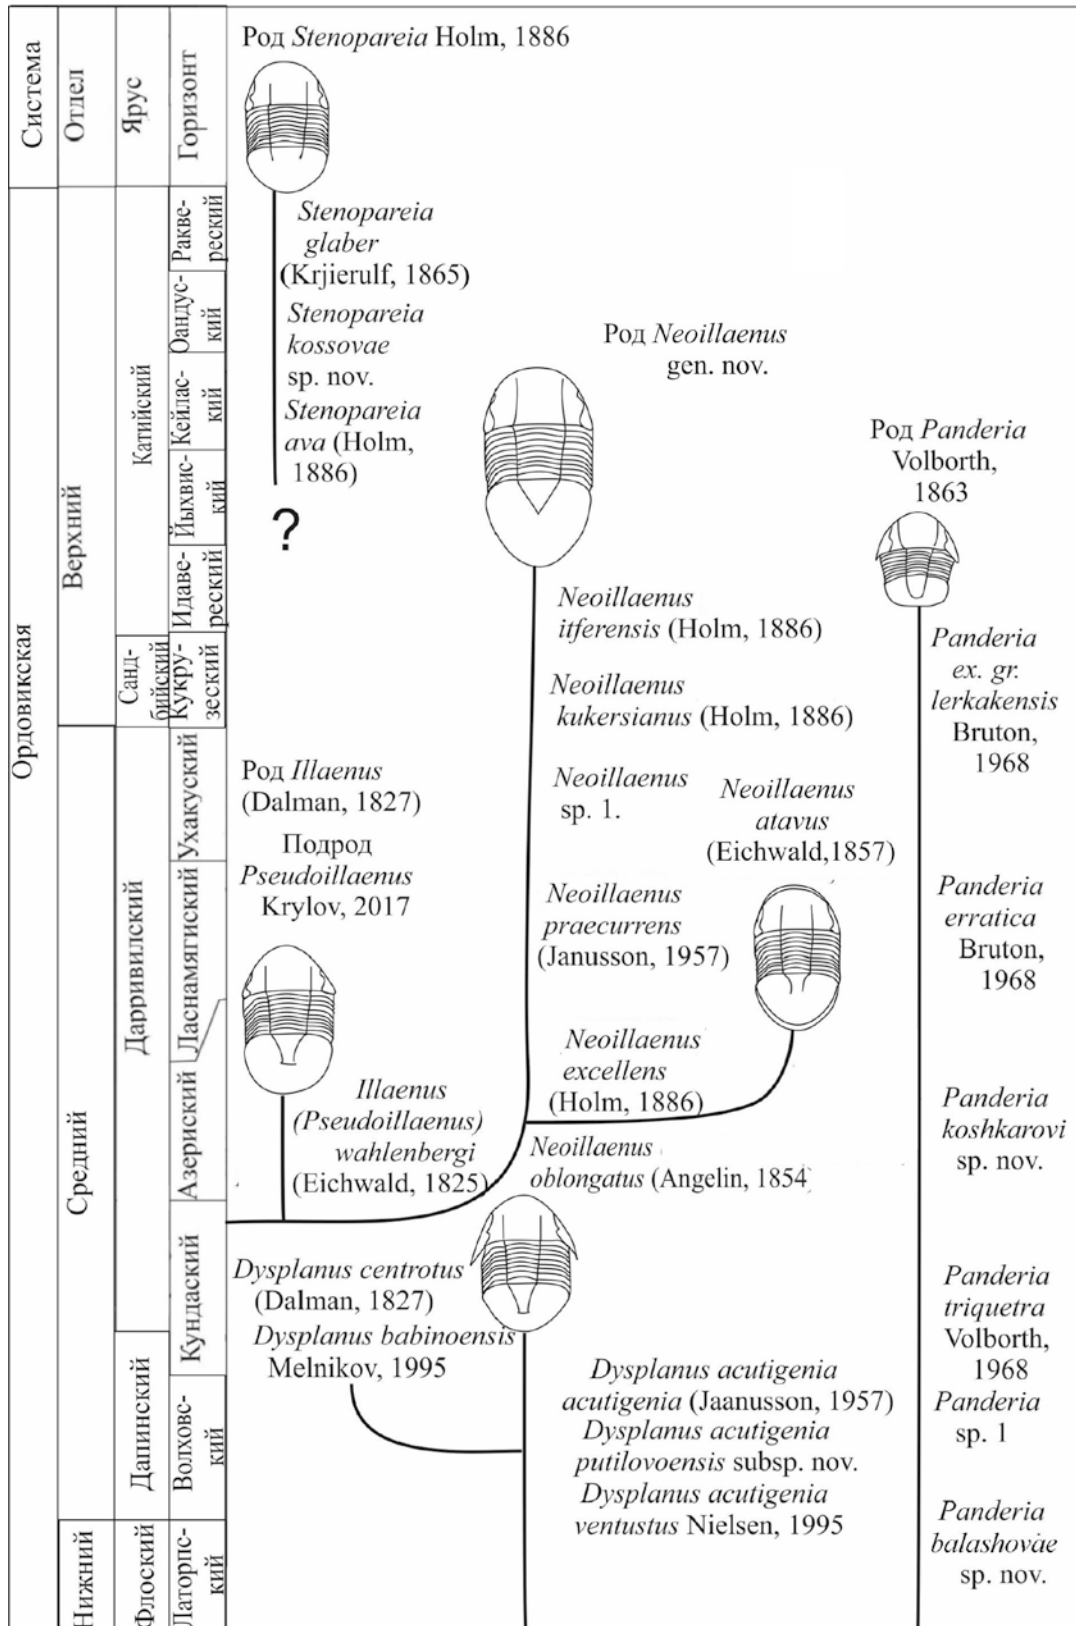 Система
Отдел
Ярус
Горизонт
Ордовикская
Верхний
Средний
Нижний
Катийский
Санд-
бийский
Дарривилский
Дапинский
Флоский
Ракве-
реский
Оандус-
кий
Кейлас-
кий
Йыхвис-
кий
Идаве-
реский
Кукру-
зеский
Ухакуский
Ласнамягиский
Азериский
Кундаский
Волховс-
кий
Латорпс-
кий
Род Stenopareia Holm, 1886
Stenopareia
glaber
(Krjierulf, 1865)
Stenopareia
kossovae
sp. nov.
Stenopareia
ava (Holm,
1886)
?
Род Neoillaenus
gen. nov.
Neoillaenus
itferensis (Holm, 1886)
Neoillaenus
kukersianus (Holm, 1886)
Neoillaenus
sp. 1.
Neoillaenus
praecurrens
(Janusson, 1957)
Neoillaenus
atavus
(Eichwald,1857)
Neoillaenus
excellens
(Holm, 1886)
Neoillaenus
oblongatus (Angelin, 1854)
Род Illaenus
(Dalman, 1827)
Подрод
Pseudoillaenus
Krylov, 2017
Illaenus
(Pseudoillaenus)
wahlenbergi
(Eichwald, 1825)
Dysplanus centrotus
(Dalman, 1827)
Dysplanus babinoensis
Melnikov, 1995
Dysplanus acutigenia
acutigenia (Jaanusson, 1957)
Dysplanus acutigenia
putilovoensis subsp. nov.
Dysplanus acutigenia
ventustus Nielsen, 1995
Род Panderia
Volborth,
1863
Panderia
ex. gr.
lerkakensis
Bruton,
1968
Panderia
erratica
Bruton,
1968
Panderia
koshkarovi
sp. nov.
Panderia
triquetra
Volborth,
1968
Panderia
sp. 1
Panderia
balashovae
sp. nov.